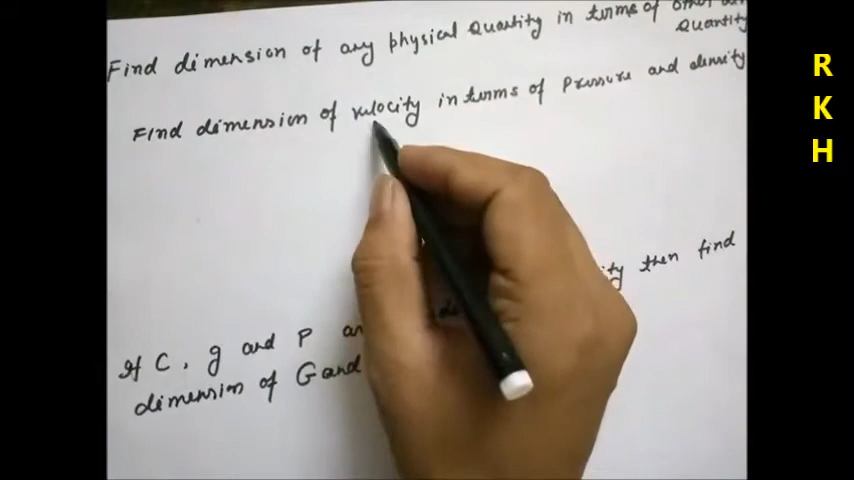 Find dimension of any physical Quantity in terms of other
Quantity
Find dimension of velocity in terms of Pressure and density
If C, g and P then find
dimension of G and
R
K
H